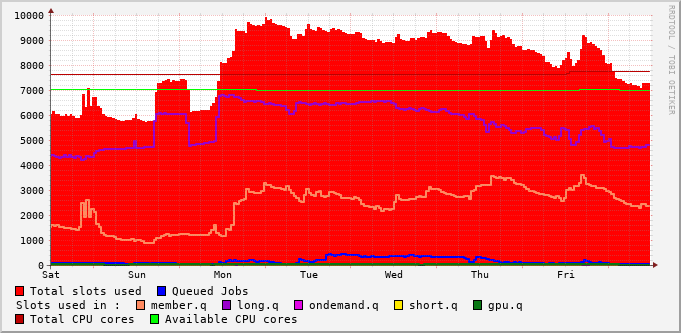 10000
9000
8000
7000
6000
5000
4000
3000
2000
1000
0
Sat Sun Mon Tue Wed Thu Fri
RRDTOOL / TOBI OETIKER
Total slots used Queued Jobs
Slots used in : member.q long.q ondemand.q short.q gpu.q
Total CPU cores Available CPU cores